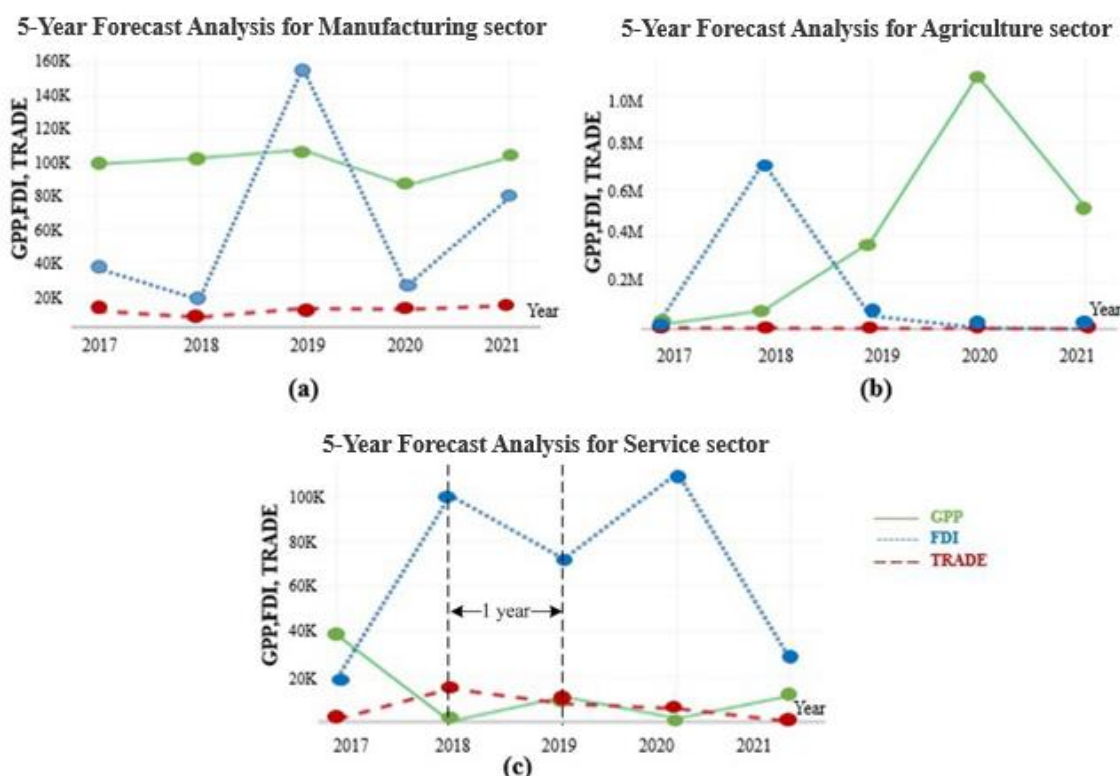 5-Year Forecast Analysis for Manufacturing sector
GPP,FDI, TRADE
160K
140K
120K
100K
80K
60K
40K
20K
Year
2017 2018 2019 2020 2021
(a)
5-Year Forecast Analysis for Agriculture sector
GPP,FDI, TRADE
1.0M
0.8M
0.6M
0.4M
0.2M
Year
2017 2018 2019 2020 2021
(b)
5-Year Forecast Analysis for Service sector
GPP,FDI, TRADE
100K
80K
60K
40K
20K
1 year
Year
2017 2018 2019 2020 2021
(c)
GPP
FDI
TRADE